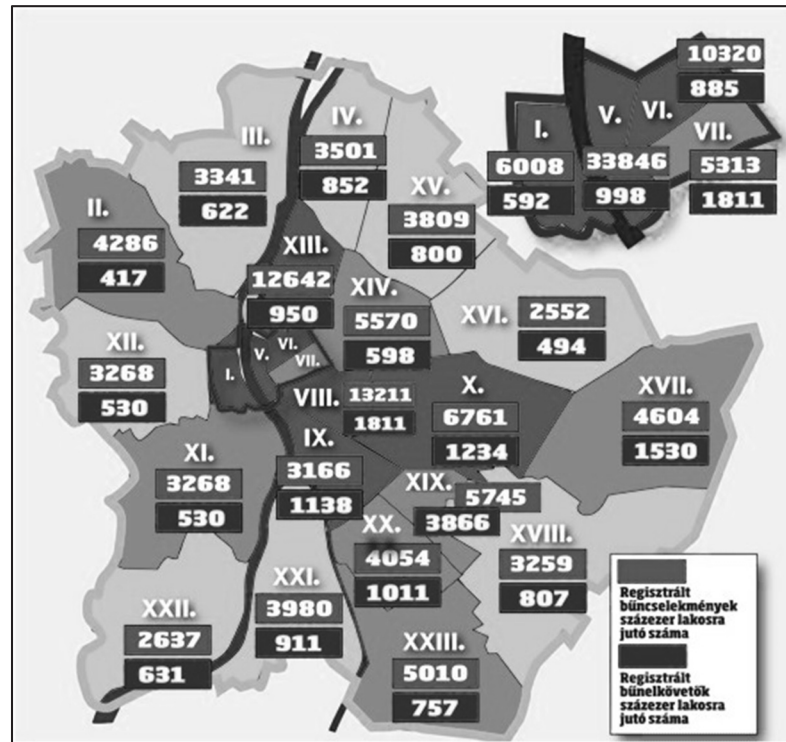 10320
885
I.
V.
VI.
VII.
6008
592
33846
998
5313
1811
III.
3341
622
IV.
3501
852
XV.
3809
800
II.
4286
417
XIII.
12642
950
XIV.
5570
598
XVI.
2552
494
XII.
3268
530
I.
V.
VI.
VII.
VIII.
13211
1811
X.
6761
1234
XVII.
4604
1530
XI.
3268
530
IX.
3166
1138
XIX.
5745
3866
XX.
4054
1011
XVIII.
3259
807
XXII.
2637
631
XXI.
3980
911
XXIII.
5010
757
Regisztrált
bűncselekmények
százezer lakosra
jutó száma
Regisztrált
bűnelkövetők
százezer lakosra
jutó száma